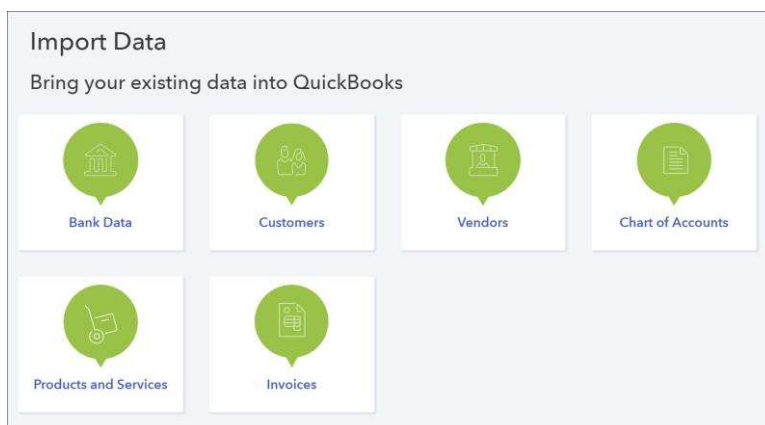 Import Data
Bring your existing data into QuickBooks
Bank Data
Customers
Vendors
Chart of Accounts
Products and Services
Invoices